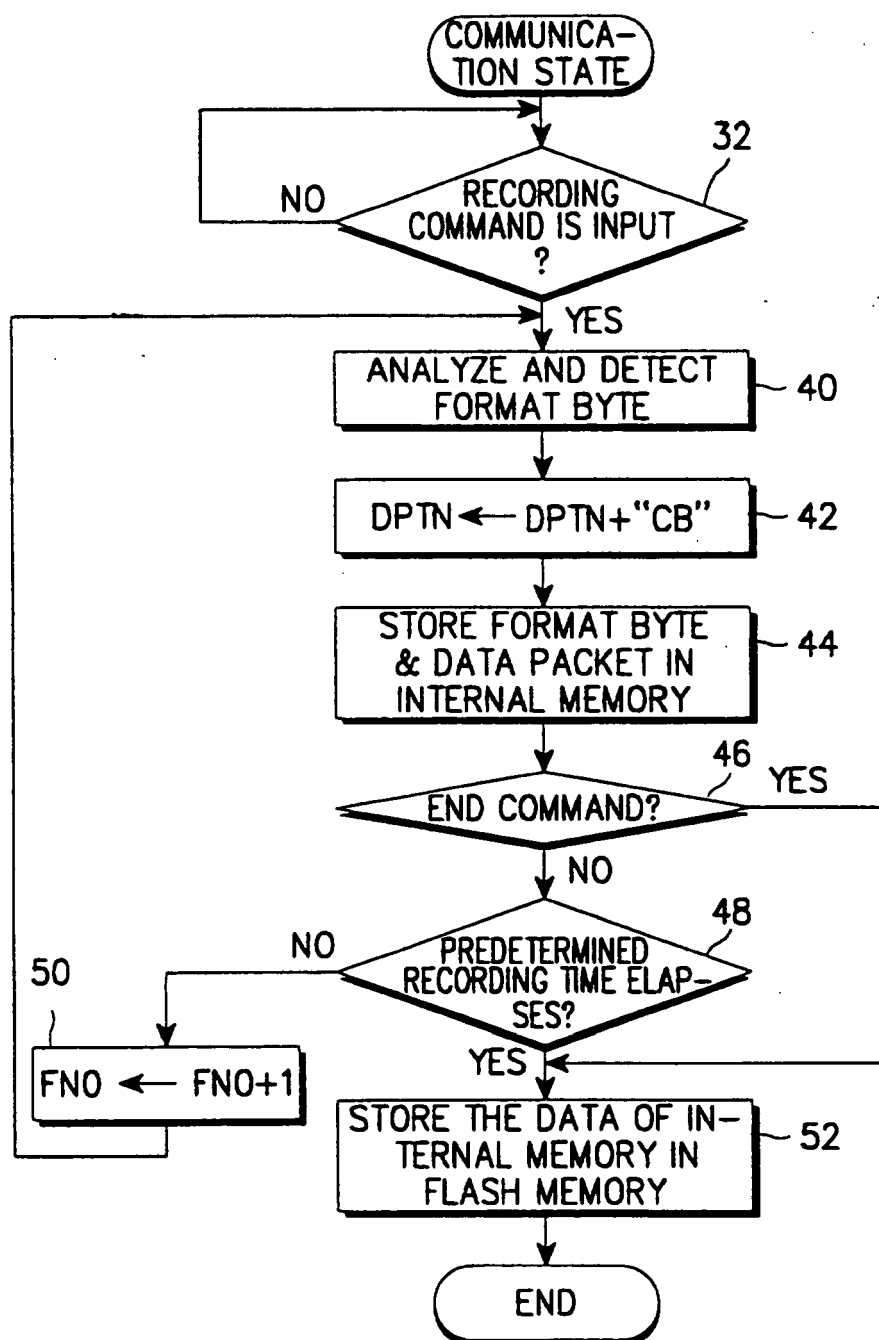 COMMUNICA-
TION STATE
32
RECORDING
COMMAND IS INPUT
?
NO
YES
ANALYZE AND DETECT
FORMAT BYTE
40
DPTN ← DPTN+"CB"
42
STORE FORMAT BYTE
& DATA PACKET IN
INTERNAL MEMORY
44
46
END COMMAND?
YES
NO
48
PREDETERMINED
RECORDING TIME ELAP-
SES?
NO
50
FNO ← FNO+1
YES
STORE THE DATA OF IN-
TERNAL MEMORY IN
FLASH MEMORY
52
END